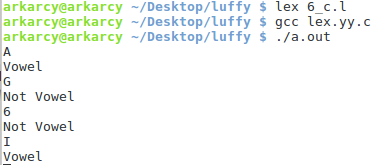 arkarcy@arkarcy ~/Desktop/luffy $ lex 6_c.l
arkarcy@arkarcy ~/Desktop/luffy $ gcc lex.yy.c
arkarcy@arkarcy ~/Desktop/luffy $ ./a.out
A
Vowel
G
Not Vowel
6
Not Vowel
I
Vowel